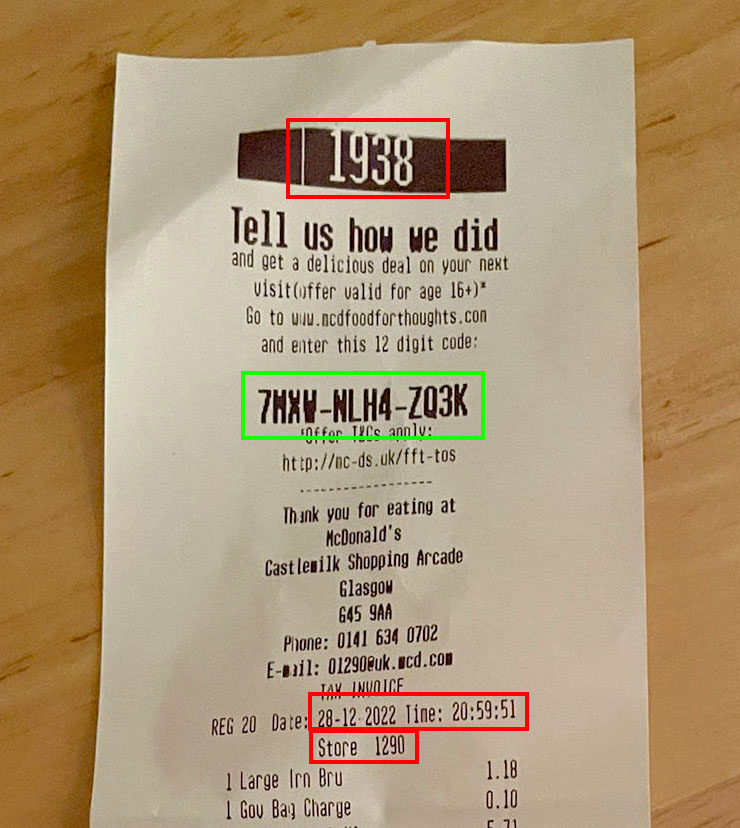 1938
Tell us how we did
and get a delicious deal on your next
visit(offer valid for age 16+)*
Go to www.mcdfoodforthoughts.com
and enter this 12 digit code:
7MXW-NLH4-ZQ3K
*Offer T&Cs apply:
http://mc-ds.uk/fft-tos
Thank you for eating at
McDonald's
Castlemilk Shopping Arcade
Glasgow
G45 9AA
Phone: 0141 634 0702
E-mail: 01290@uk.mcd.com
TAX INVOICE
REG 20 Date: 28-12-2022 Time: 20:59:51
Store 1290
1 Large Irn Bru 1.18
1 Gov Bag Charge 0.10
5.71